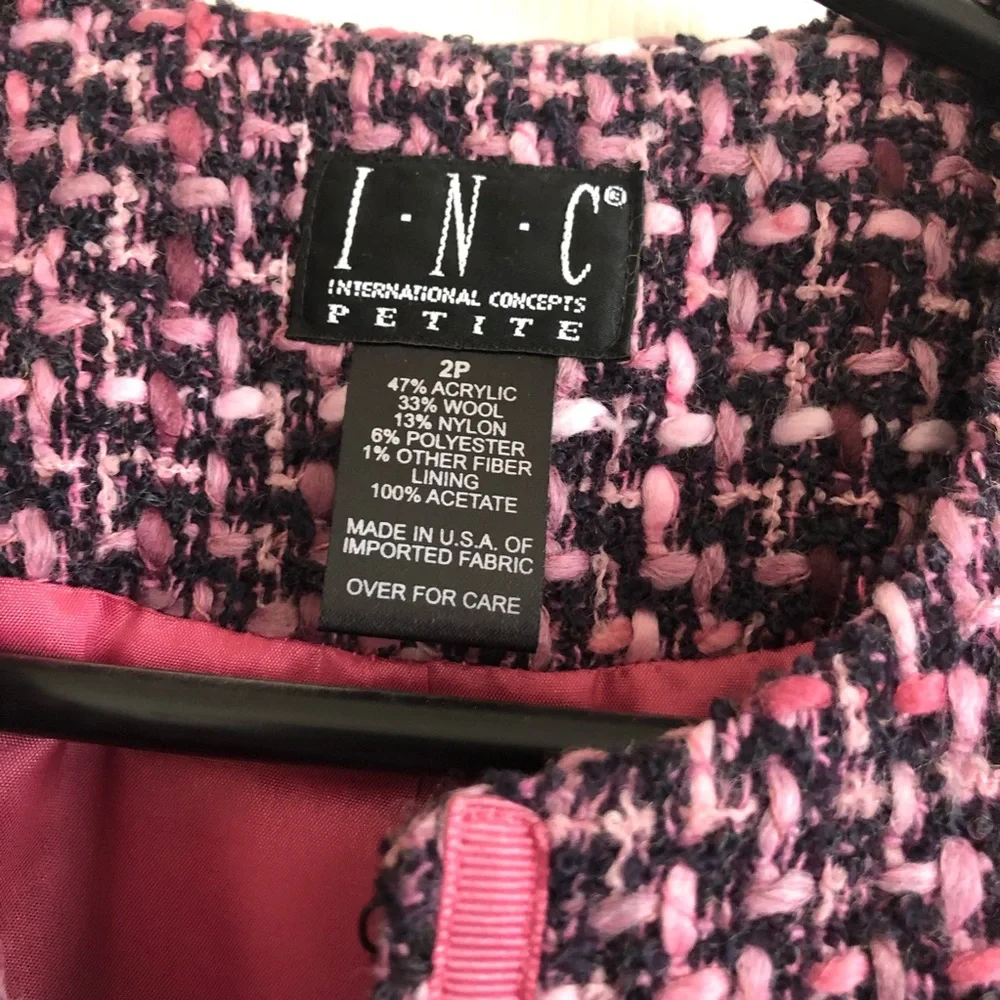 I·N·C®
INTERNATIONAL CONCEPTS
PETITE
2P
47% ACRYLIC
33% WOOL
13% NYLON
6% POLYESTER
1% OTHER FIBER
LINING
100% ACETATE
MADE IN U.S.A. OF
IMPORTED FABRIC
OVER FOR CARE